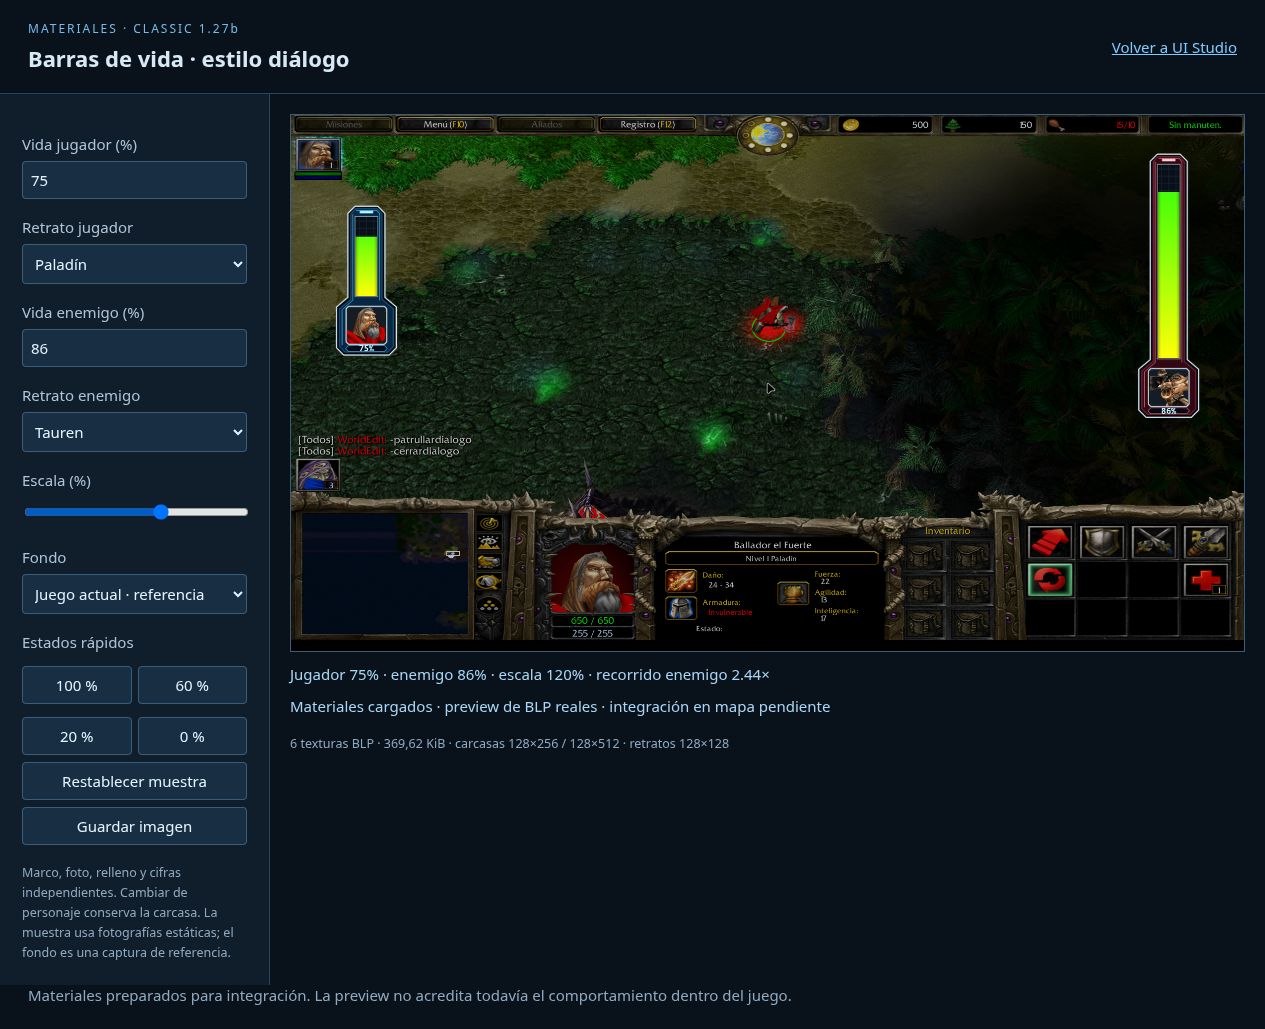 MATERIALES · CLASSIC 1.27b
Barras de vida · estilo diálogo
Volver a UI Studio
Vida jugador (%)
75
Retrato jugador
Paladín
Vida enemigo (%)
86
Retrato enemigo
Tauren
Escala (%)
Fondo
Juego actual · referencia
Estados rápidos
100 %
60 %
20 %
0 %
Restablecer muestra
Guardar imagen
Marco, foto, relleno y cifras
independientes. Cambiar de
personaje conserva la carcasa. La
muestra usa fotografías estáticas; el
fondo es una captura de referencia.
Misiones
Menú (F10)
Aliados
Registro (F12)
500
150
15/10
Sin manuten.
1
75%
86%
[Todos] WorldEdit: -patrullardialogo
[Todos] WorldEdit: -cerrardialogo
3
650 / 650
255 / 255
Ballador el Fuerte
Nivel 1 Paladín
Daño:
24 - 34
Armadura:
Invulnerable
Estado:
Fuerza:
22
Agilidad:
13
Inteligencia:
17
Inventario
1
Jugador 75% · enemigo 86% · escala 120% · recorrido enemigo 2.44×
Materiales cargados · preview de BLP reales · integración en mapa pendiente
6 texturas BLP · 369,62 KiB · carcasas 128×256 / 128×512 · retratos 128×128
Materiales preparados para integración. La preview no acredita todavía el comportamiento dentro del juego.